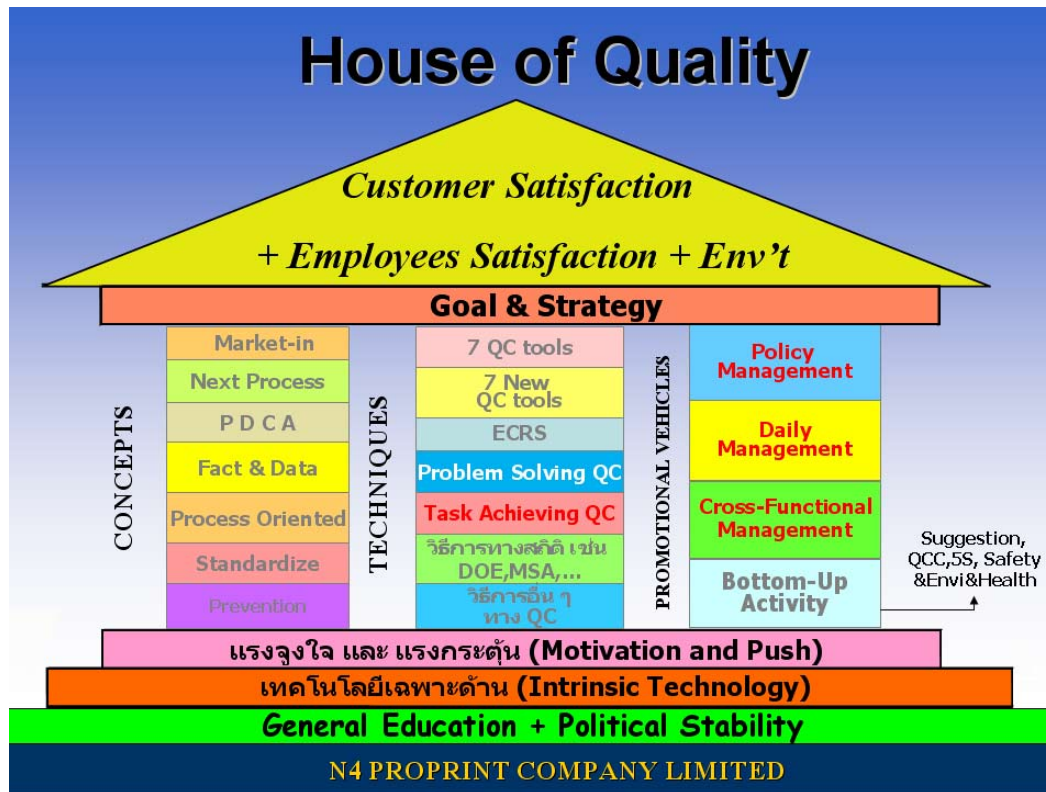 House of Quality
Customer Satisfaction
+ Employees Satisfaction + Env't
Goal & Strategy
CONCEPTS
Market-in
Next Process
P D C A
Fact & Data
Process Oriented
Standardize
Prevention
TECHNIQUES
7 QC tools
7 New
QC tools
ECRS
Problem Solving QC
Task Achieving QC
วิธีการทางสถิติ เช่น
DOE,MSA,...
วิธีการอื่น ๆ
ทาง QC
PROMOTIONAL VEHICLES
Policy
Management
Daily
Management
Cross-Functional
Management
Bottom-Up
Activity
Suggestion,
QCC,5S, Safety
&Envi&Health
แรงจูงใจ และ แรงกระตุ้น (Motivation and Push)
เทคโนโลยีเฉพาะด้าน (Intrinsic Technology)
General Education + Political Stability
N4 PROPRINT COMPANY LIMITED